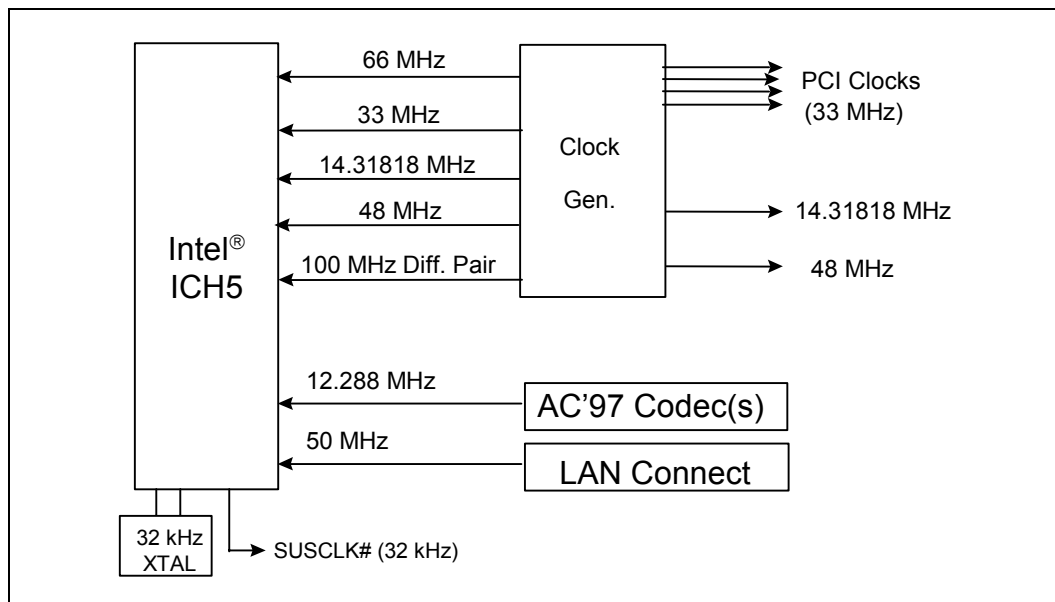 66 MHz
33 MHz
14.31818 MHz
48 MHz
100 MHz Diff. Pair
Intel®
ICH5
Clock
Gen.
PCI Clocks
(33 MHz)
14.31818 MHz
48 MHz
12.288 MHz
AC’97 Codec(s)
50 MHz
LAN Connect
32 kHz
XTAL
SUSCLK# (32 kHz)